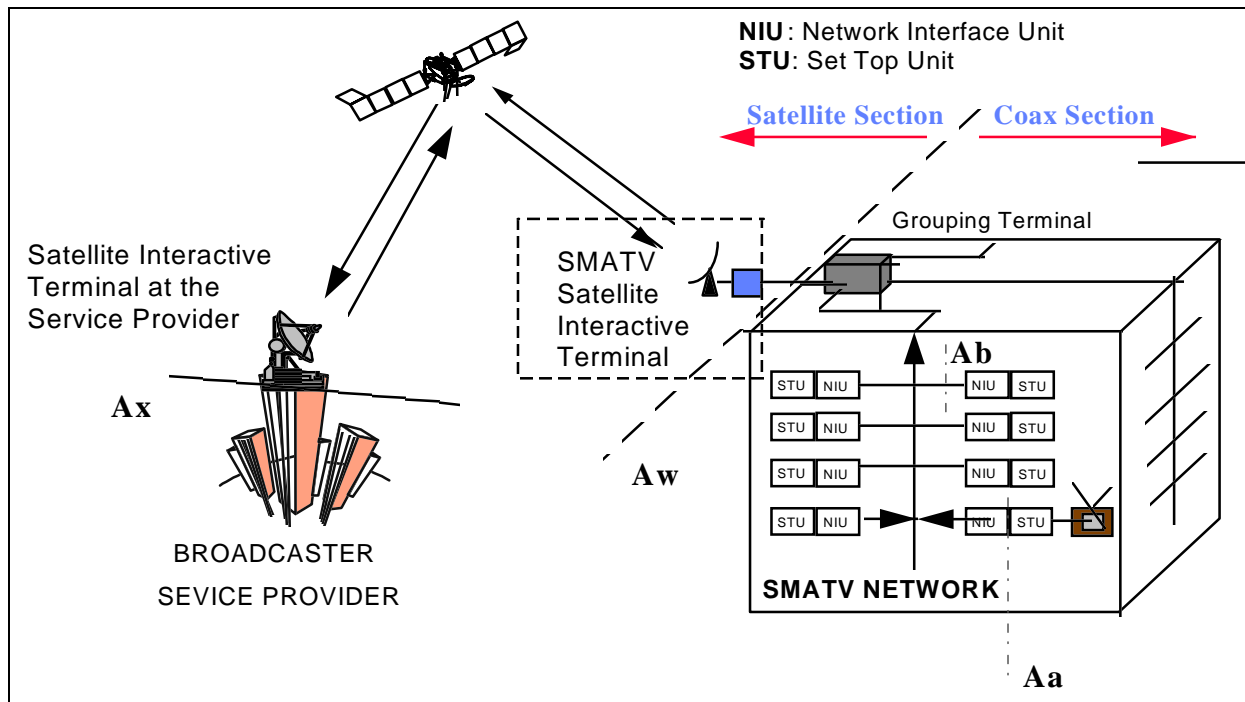 NIU: Network Interface Unit
STU: Set Top Unit
Satellite Section
Coax Section
Grouping Terminal
Satellite Interactive
Terminal at the
Service Provider
SMATV
Satellite
Interactive
Terminal
Ax
Aw
Ab
STU NIU NIU STU
STU NIU NIU STU
STU NIU NIU STU
STU NIU NIU STU
BROADCASTER
SEVICE PROVIDER
SMATV NETWORK
Aa